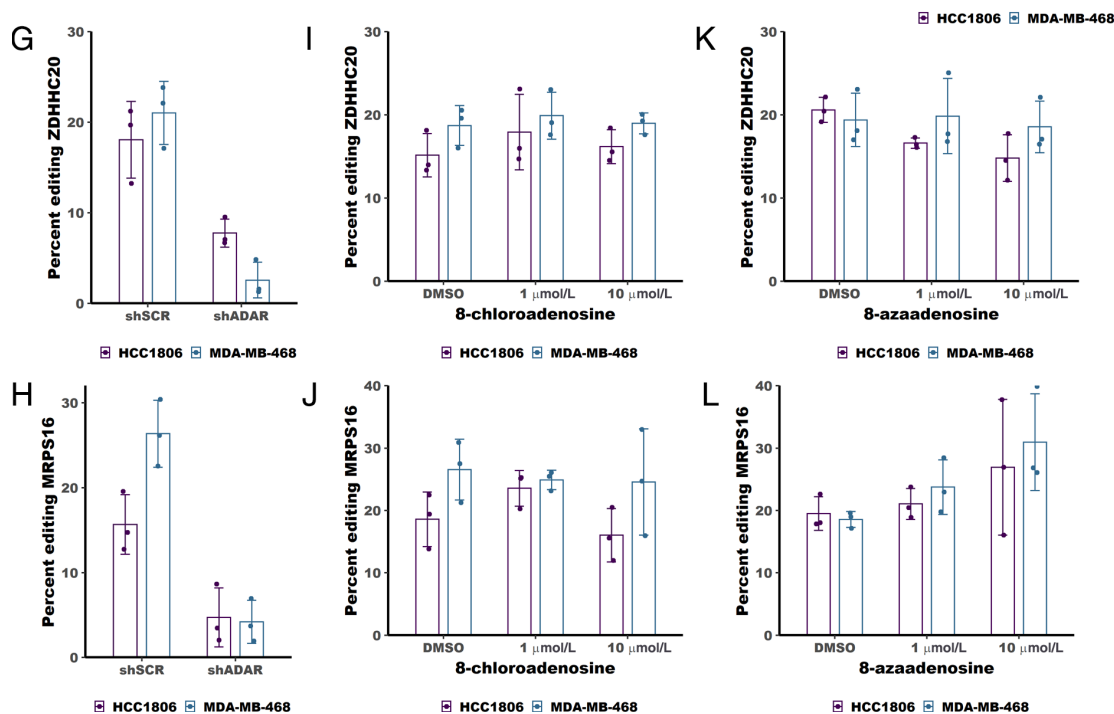 HCC1806 MDA-MB-468
G
Percent editing ZDHHC20
30
20
10
0
shSCR shADAR
HCC1806 MDA-MB-468
I
Percent editing ZDHHC20
30
20
10
0
DMSO 1 μmol/L 10 μmol/L
8-chloroadenosine
HCC1806 MDA-MB-468
K
Percent editing ZDHHC20
30
20
10
0
DMSO 1 μmol/L 10 μmol/L
8-azaadenosine
HCC1806 MDA-MB-468
H
Percent editing MRPS16
30
20
10
0
shSCR shADAR
HCC1806 MDA-MB-468
J
Percent editing MRPS16
40
30
20
10
0
DMSO 1 μmol/L 10 μmol/L
8-chloroadenosine
HCC1806 MDA-MB-468
L
Percent editing MRPS16
40
30
20
10
0
DMSO 1 μmol/L 10 μmol/L
8-azaadenosine
HCC1806 MDA-MB-468